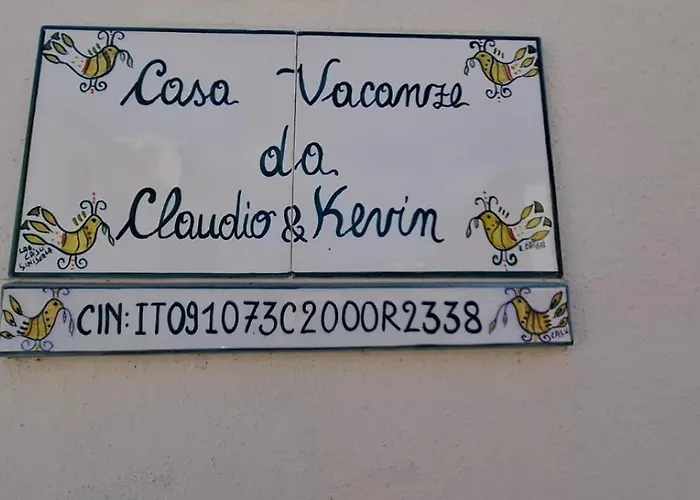 Casa Vacanze
da
Claudio & Kevin
CIN: IT091073C2000R2338